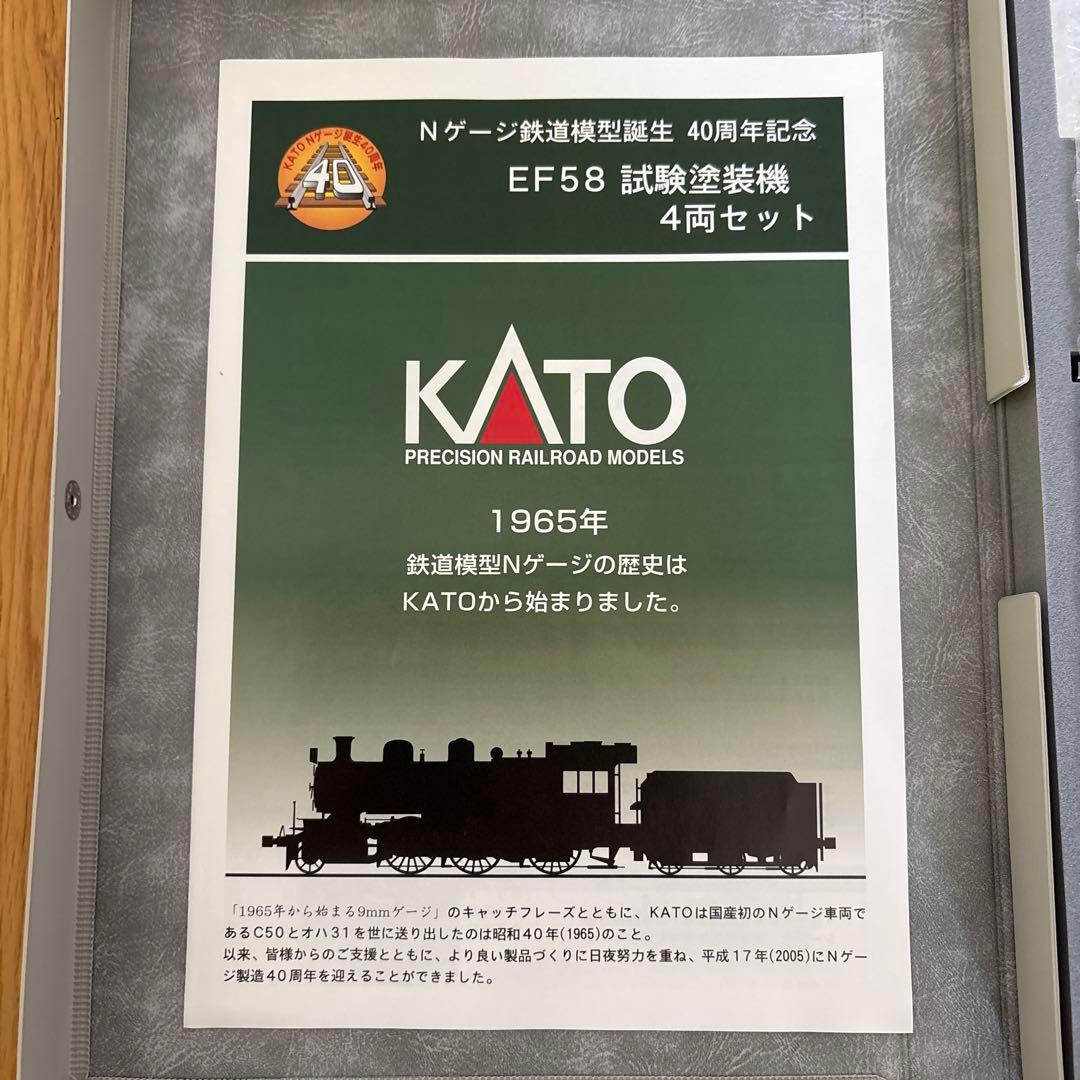 KATO Nゲージ誕生40周年
40
Nゲージ鉄道模型誕生 40周年記念
EF58 試験塗装機
4両セット
KATO
PRECISION RAILROAD MODELS
1965年
鉄道模型Nゲージの歴史は
KATOから始まりました。
「1965年から始まる9mmゲージ」のキャッチフレーズとともに、KATOは国産初のNゲージ車両で
あるC50とオハ31を世に送り出したのは昭和40年(1965)のこと。
以来、皆様からのご支援とともに、より良い製品づくりに日夜努力を重ね、平成17年(2005)にNゲー
ジ製造40周年を迎えることができました。